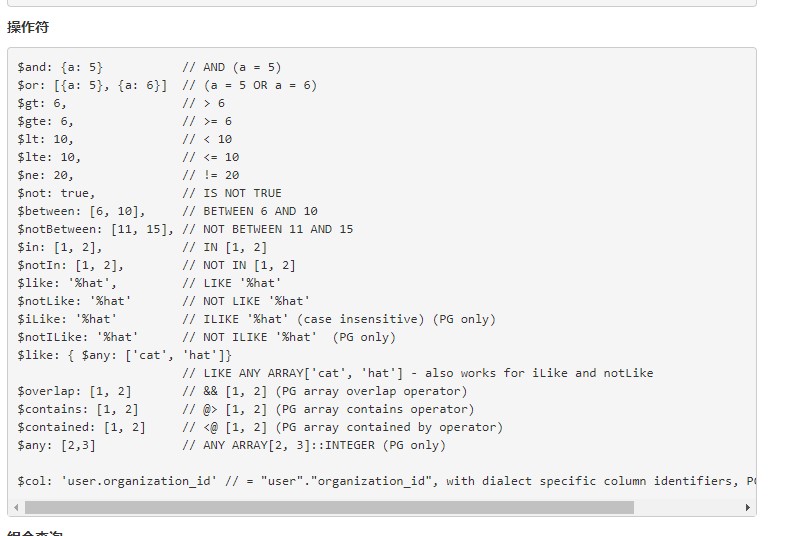 操作符
$and: {a: 5}           // AND (a = 5)
$or: [{a: 5}, {a: 6}]  // (a = 5 OR a = 6)
$gt: 6,                // > 6
$gte: 6,               // >= 6
$lt: 10,               // < 10
$lte: 10,              // <= 10
$ne: 20,               // != 20
$not: true,            // IS NOT TRUE
$between: [6, 10],     // BETWEEN 6 AND 10
$notBetween: [11, 15], // NOT BETWEEN 11 AND 15
$in: [1, 2],           // IN [1, 2]
$notIn: [1, 2],        // NOT IN [1, 2]
$like: '%hat',         // LIKE '%hat'
$notLike: '%hat'       // NOT LIKE '%hat'
$iLike: '%hat'         // ILIKE '%hat' (case insensitive) (PG only)
$notILike: '%hat'      // NOT ILIKE '%hat'  (PG only)
$like: { $any: ['cat', 'hat']}
                       // LIKE ANY ARRAY['cat', 'hat'] - also works for iLike and notLike
$overlap: [1, 2]       // && [1, 2] (PG array overlap operator)
$contains: [1, 2]      // @> [1, 2] (PG array contains operator)
$contained: [1, 2]     // <@ [1, 2] (PG array contained by operator)
$any: [2,3]            // ANY ARRAY[2, 3]::INTEGER (PG only)
$col: 'user.organization_id' // = "user"."organization_id", with dialect specific column identifiers,